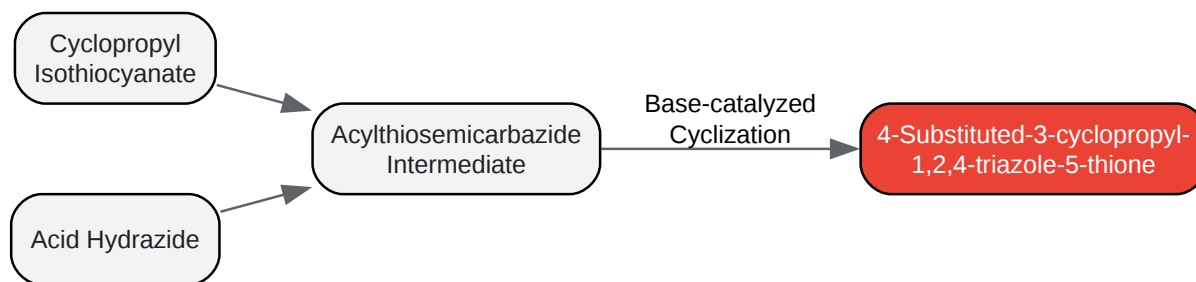 Cyclopropyl
Isothiocyanate
Acid Hydrazide
Acylthiosemicarbazide
Intermediate
Base-catalyzed
Cyclization
4-Substituted-3-cyclopropyl-
1,2,4-triazole-5-thione